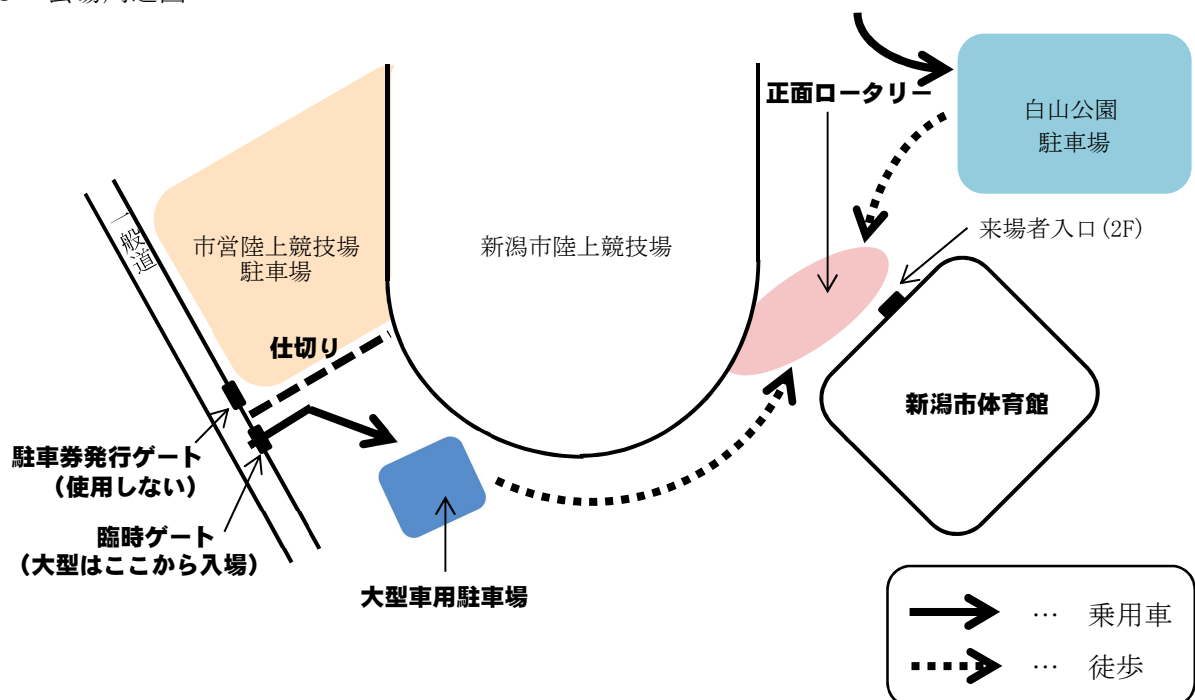 正面ロータリー
白山公園
駐車場
一般道
市営陸上競技場
駐車場
新潟市陸上競技場
来場者入口(2F)
仕切り
新潟市体育館
駐車券発行ゲート
（使用しない）
臨時ゲート
（大型はここから入場）
大型車用駐車場
… 乗用車
… 徒歩